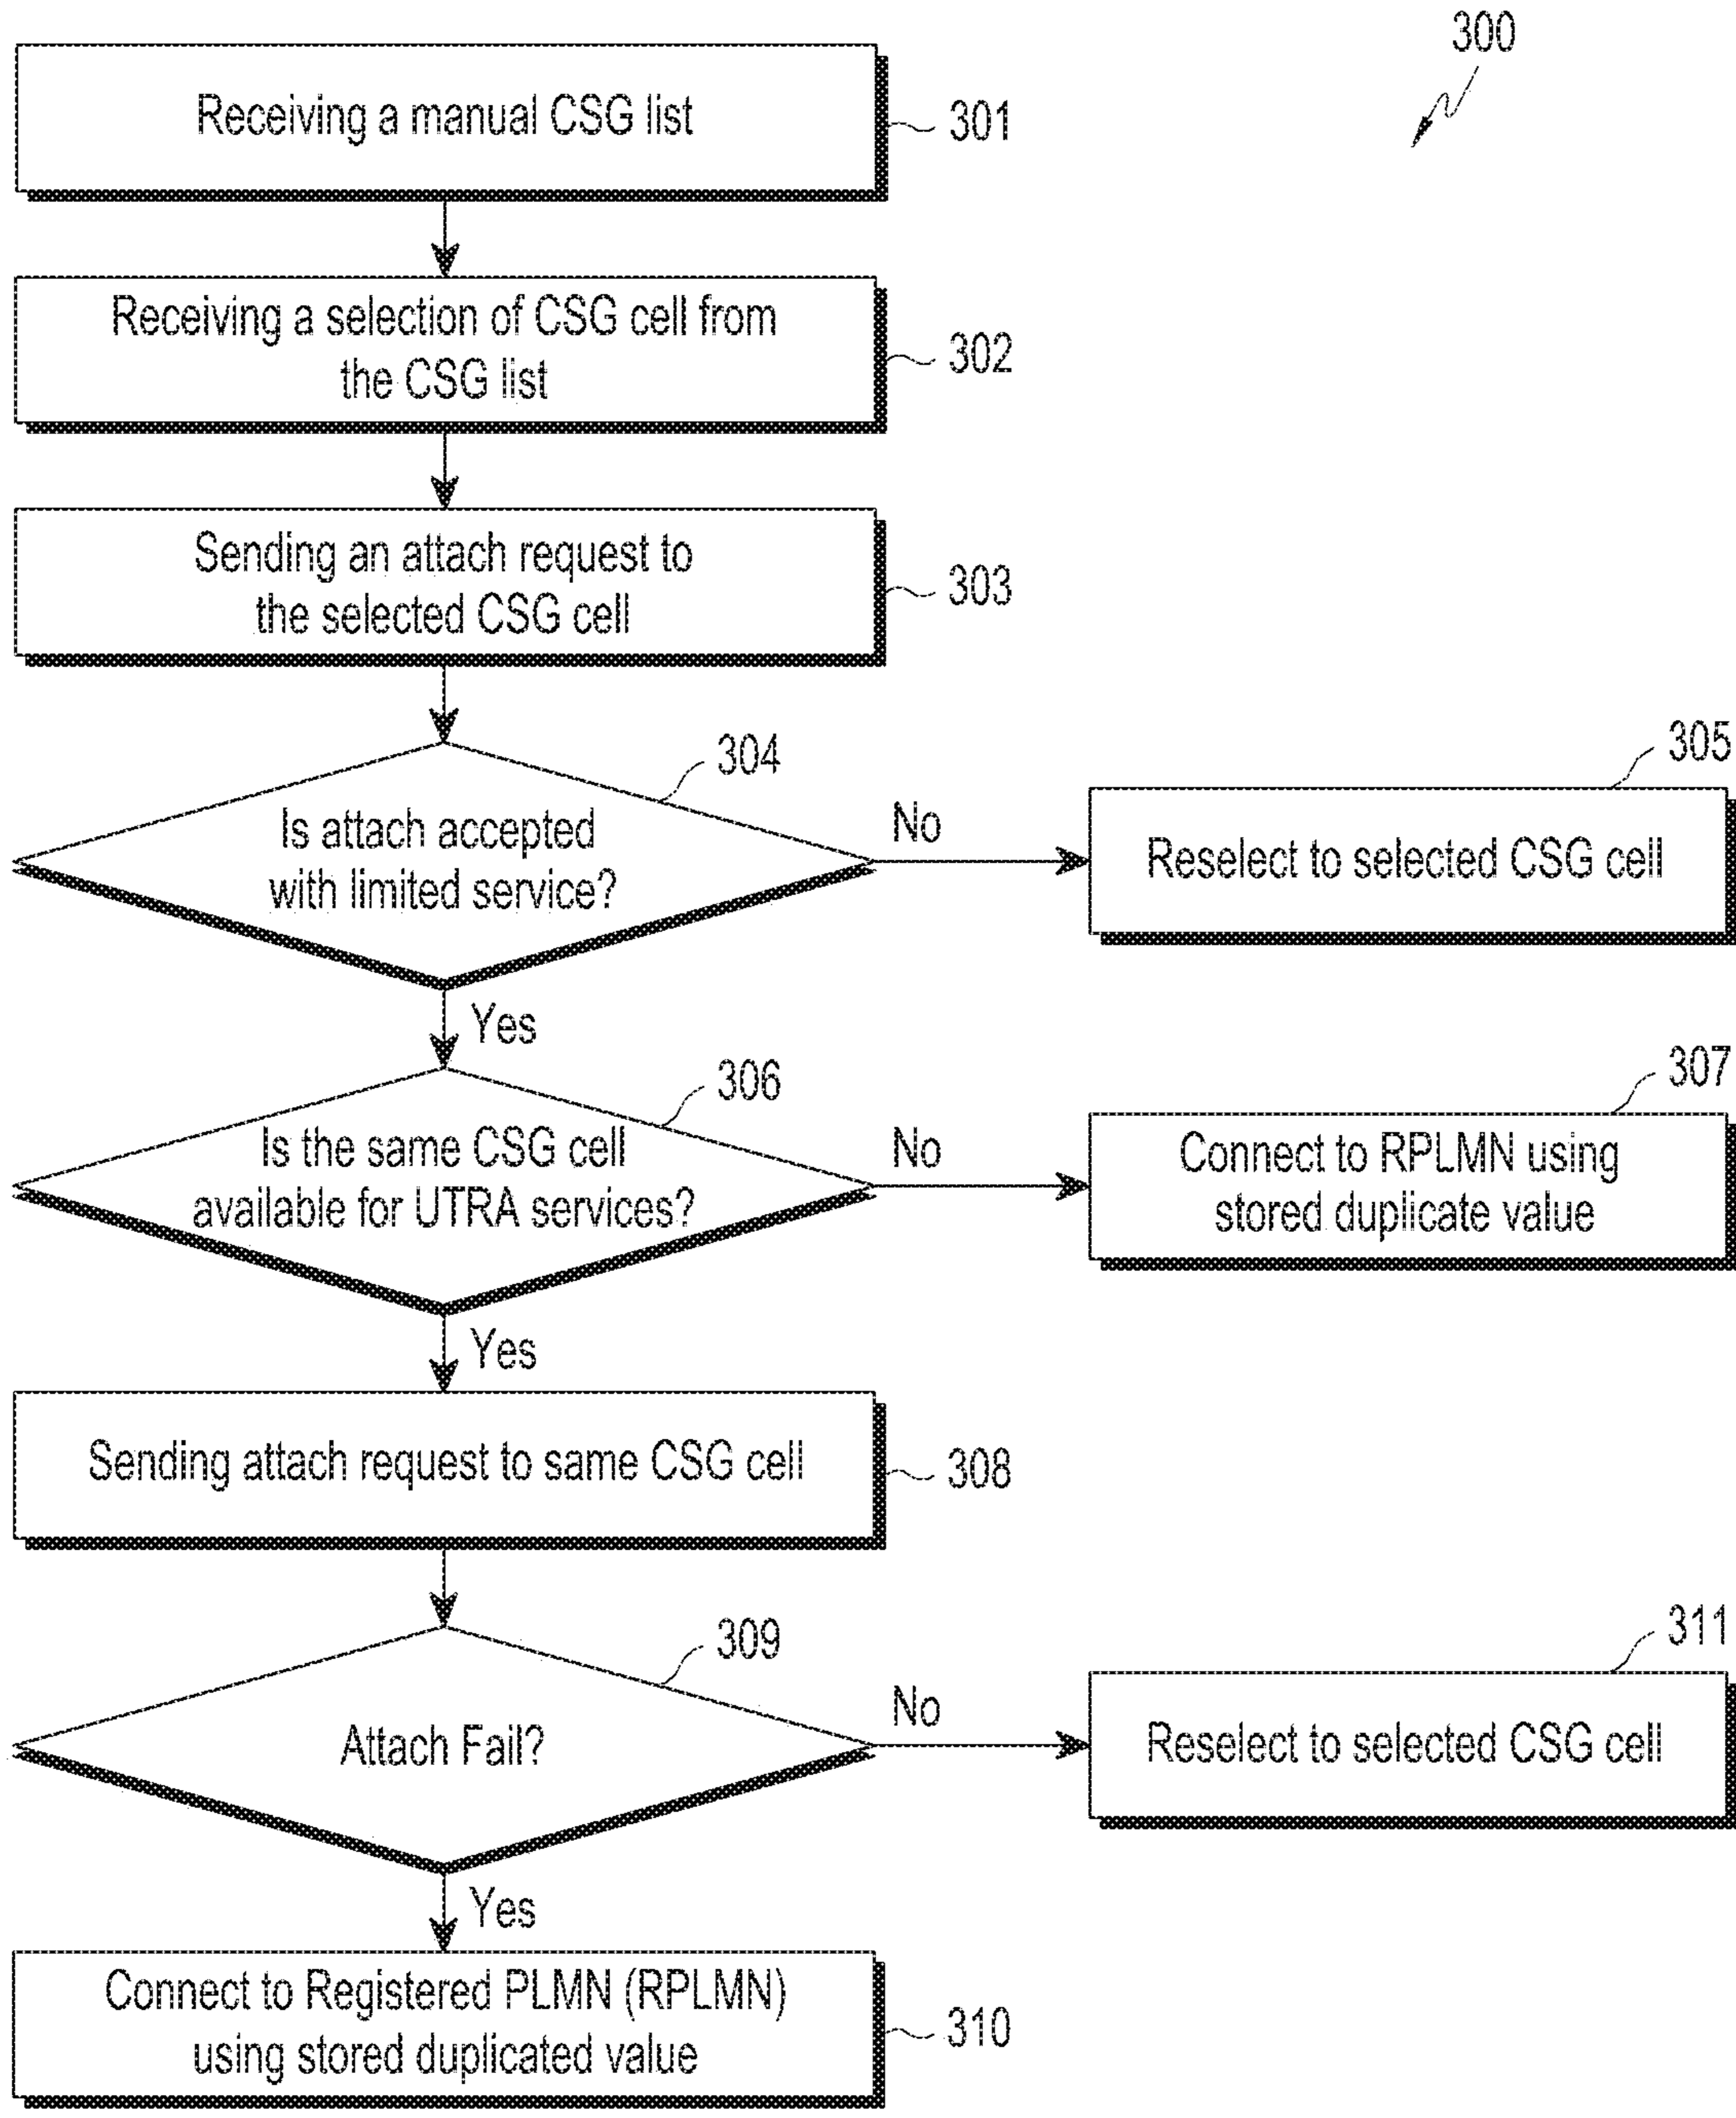 300
Receiving a manual CSG list
301
Receiving a selection of CSG cell from
the CSG list
302
Sending an attach request to
the selected CSG cell
303
304
Is attach accepted
with limited service?
No
305
Reselect to selected CSG cell
Yes
306
Is the same CSG cell
available for UTRA services?
No
307
Connect to RPLMN using
stored duplicate value
Yes
Sending attach request to same CSG cell
308
309
Attach Fail?
No
311
Reselect to selected CSG cell
Yes
Connect to Registered PLMN (RPLMN)
using stored duplicated value
310